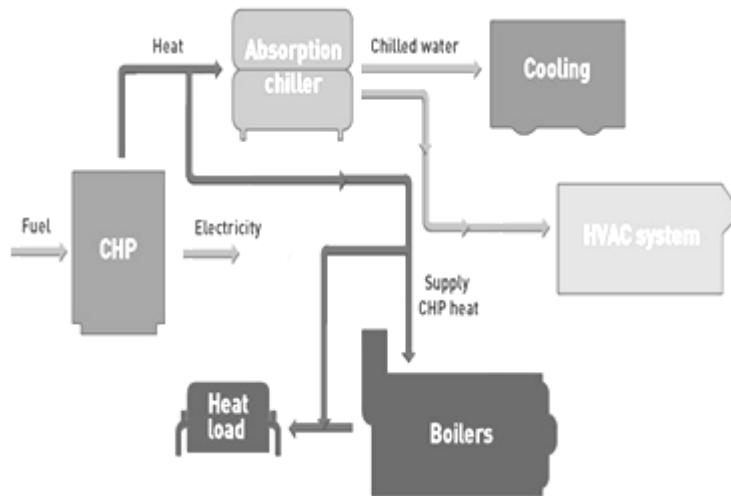 Heat
Absorption
chiller
Chilled water
Cooling
Fuel
CHP
Electricity
HVAC system
Supply
CHP heat
Heat
load
Boilers